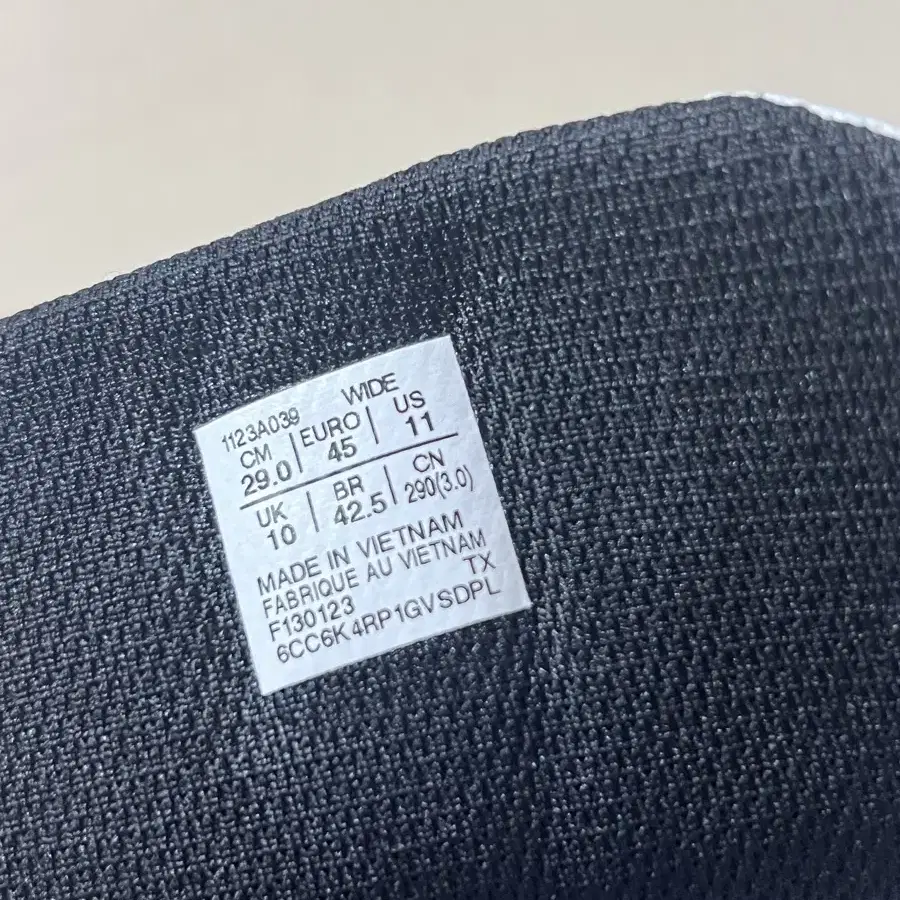 1123A039 WIDE
CM | EURO | US
29.0 | 45 | 11
UK | BR | CN
10 | 42.5 | 290(3.0)
MADE IN VIETNAM
FABRIQUE AU VIETNAM
F130123 TX
6CC6K4RP1GVSDPL